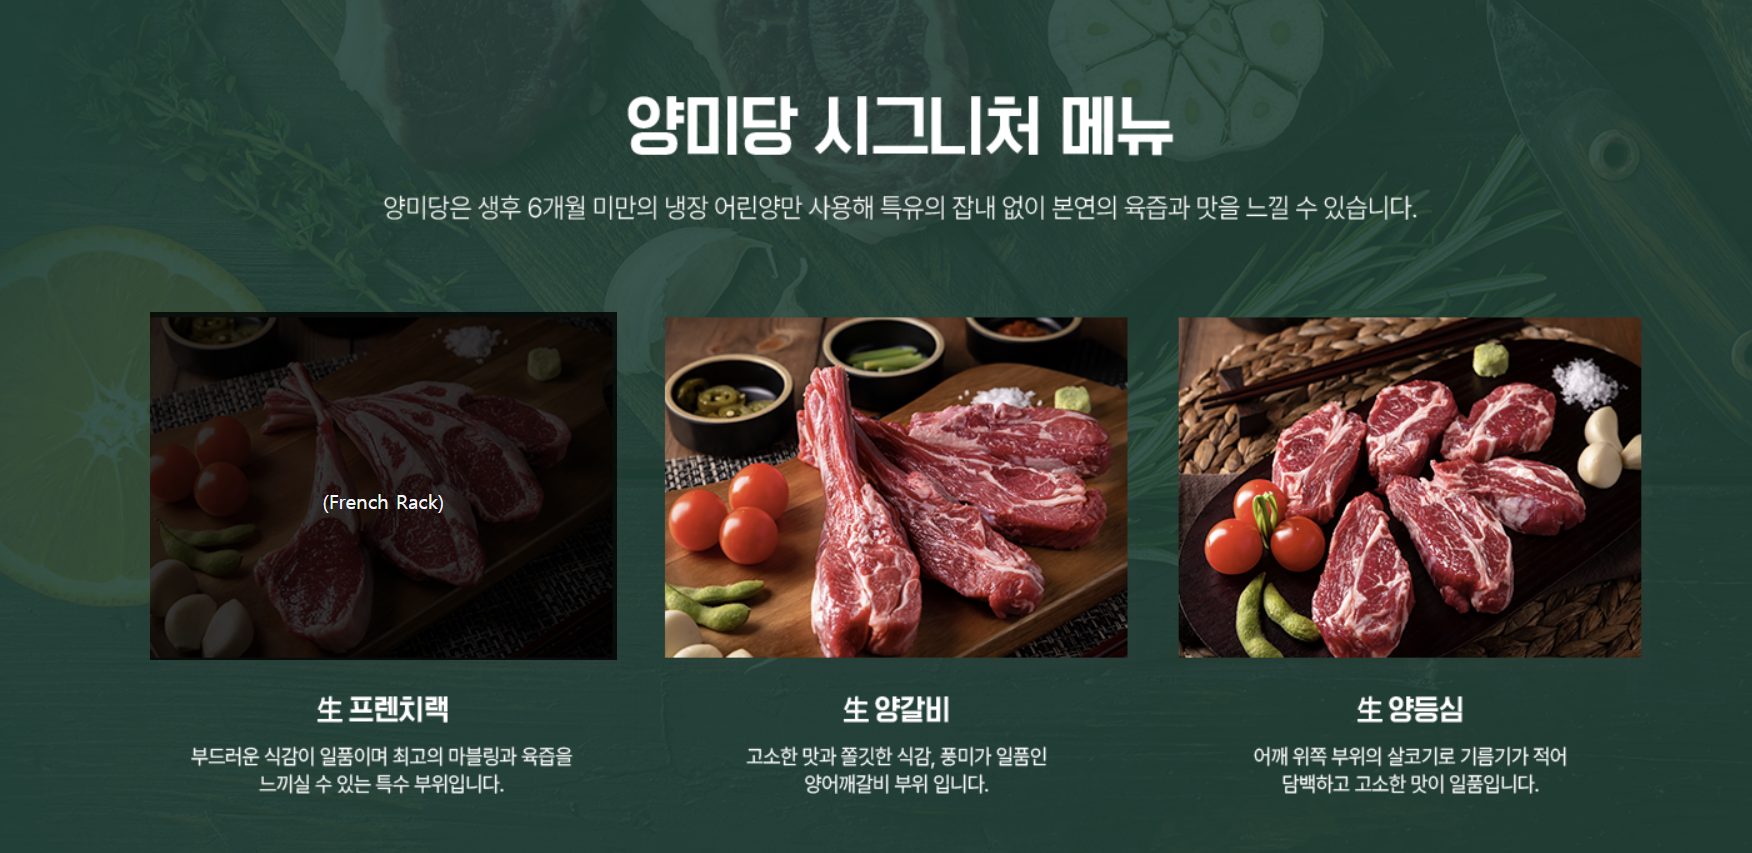 양미당 시그니처 메뉴
양미당은 생후 6개월 미만의 냉장 어린양만 사용해 특유의 잡내 없이 본연의 육즙과 맛을 느낄 수 있습니다.
(French Rack)
生 프렌치랙
부드러운 식감이 일품이며 최고의 마블링과 육즙을
느끼실 수 있는 특수 부위입니다.
生 양갈비
고소한 맛과 쫄깃한 식감, 풍미가 일품인
양어깨갈비 부위 입니다.
生 양등심
어깨 위쪽 부위의 살코기로 기름기가 적어
담백하고 고소한 맛이 일품입니다.